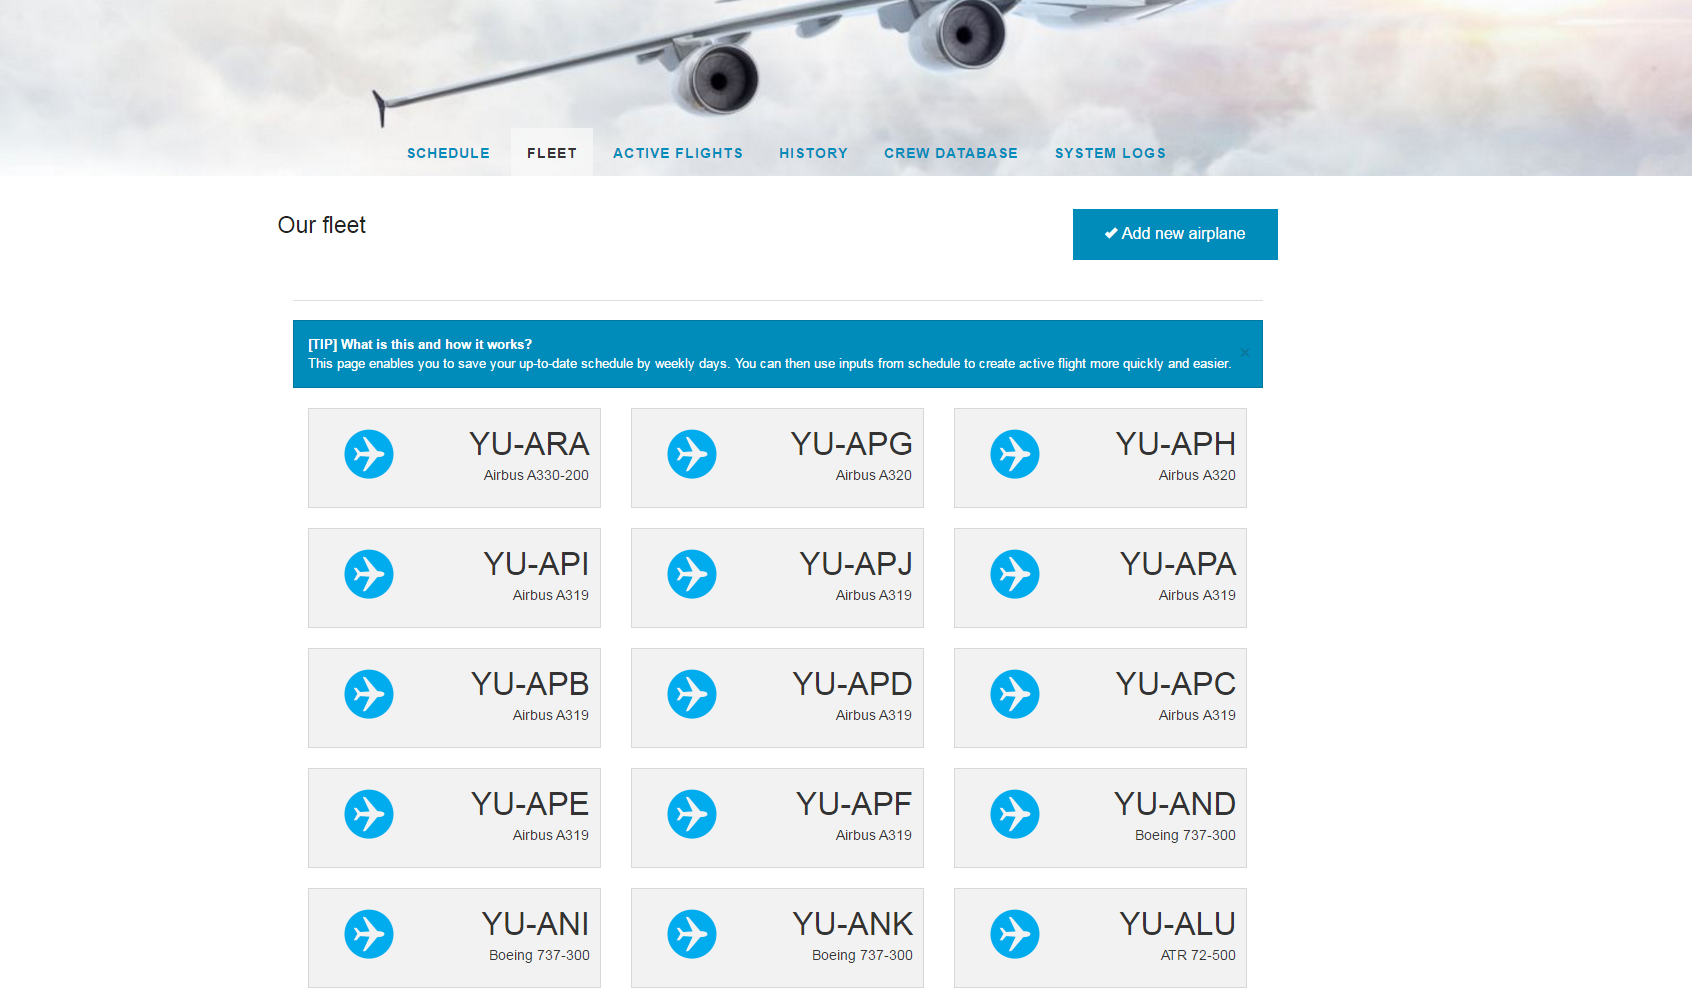 SCHEDULE FLEET ACTIVE FLIGHTS HISTORY CREW DATABASE SYSTEM LOGS
Our fleet
Add new airplane
[TIP] What is this and how it works?
This page enables you to save your up-to-date schedule by weekly days. You can then use inputs from schedule to create active flight more quickly and easier.
×
YU-ARA
Airbus A330-200
YU-APG
Airbus A320
YU-APH
Airbus A320
YU-API
Airbus A319
YU-APJ
Airbus A319
YU-APA
Airbus A319
YU-APB
Airbus A319
YU-APD
Airbus A319
YU-APC
Airbus A319
YU-APE
Airbus A319
YU-APF
Airbus A319
YU-AND
Boeing 737-300
YU-ANI
Boeing 737-300
YU-ANK
Boeing 737-300
YU-ALU
ATR 72-500